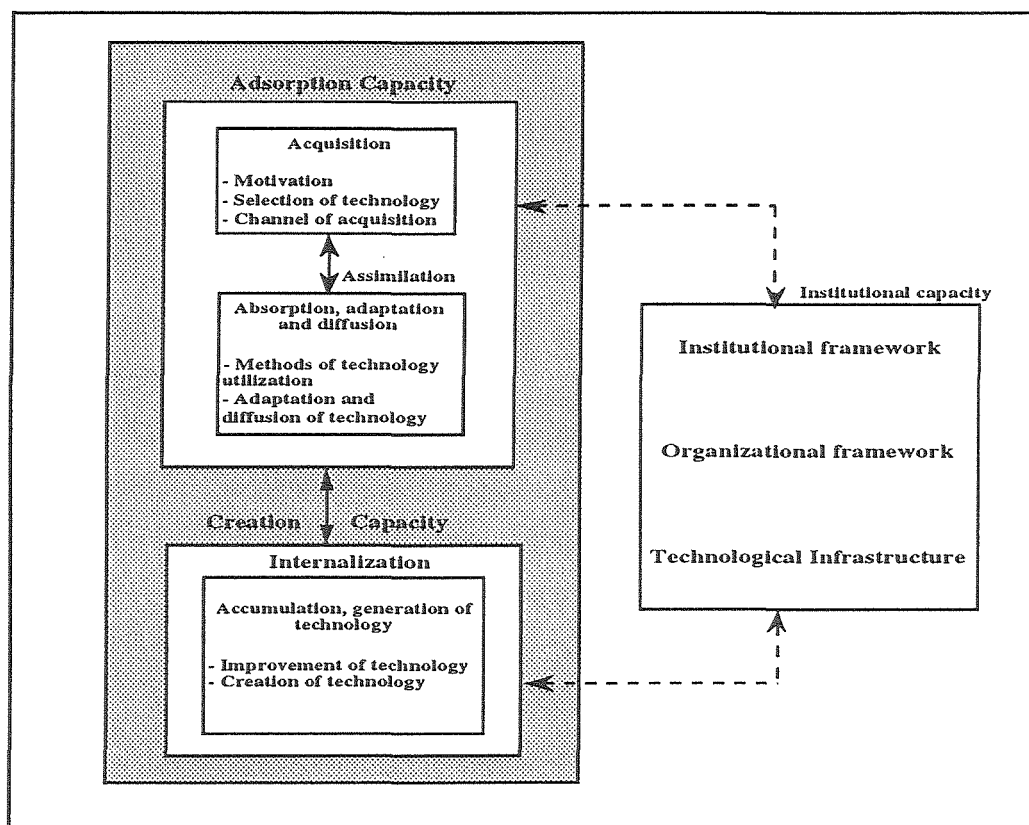 Adsorption Capacity
Acquisition
- Motivation
- Selection of technology
- Channel of acquisition
Assimilation
Absorption, adaptation
and diffusion
- Methods of technology
utilization
- Adaptation and
diffusion of technology
Creation Capacity
Internalization
Accumulation, generation of
technology
- Improvement of technology
- Creation of technology
Institutional capacity
Institutional framework
Organizational framework
Technological Infrastructure